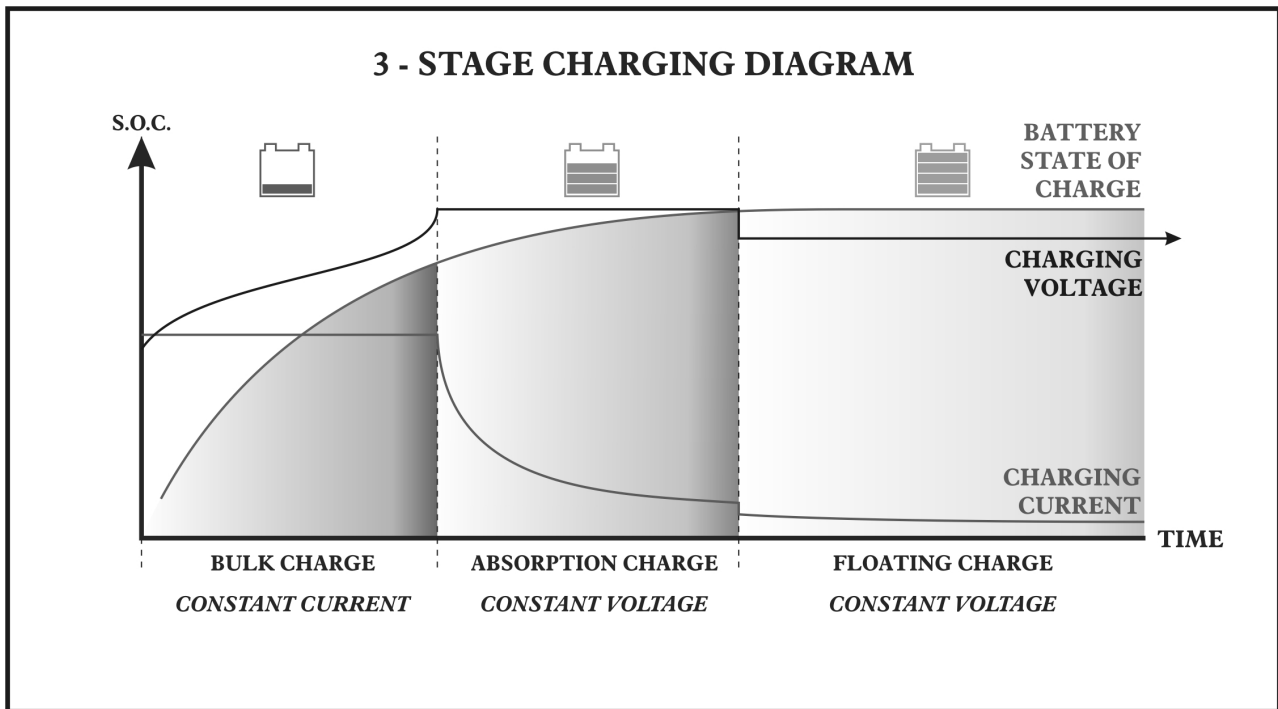 3 - STAGE CHARGING DIAGRAM
S.O.C.
BATTERY
STATE OF
CHARGE
CHARGING
VOLTAGE
CHARGING
CURRENT
TIME
BULK CHARGE
ABSORPTION CHARGE
FLOATING CHARGE
CONSTANT CURRENT
CONSTANT VOLTAGE
CONSTANT VOLTAGE